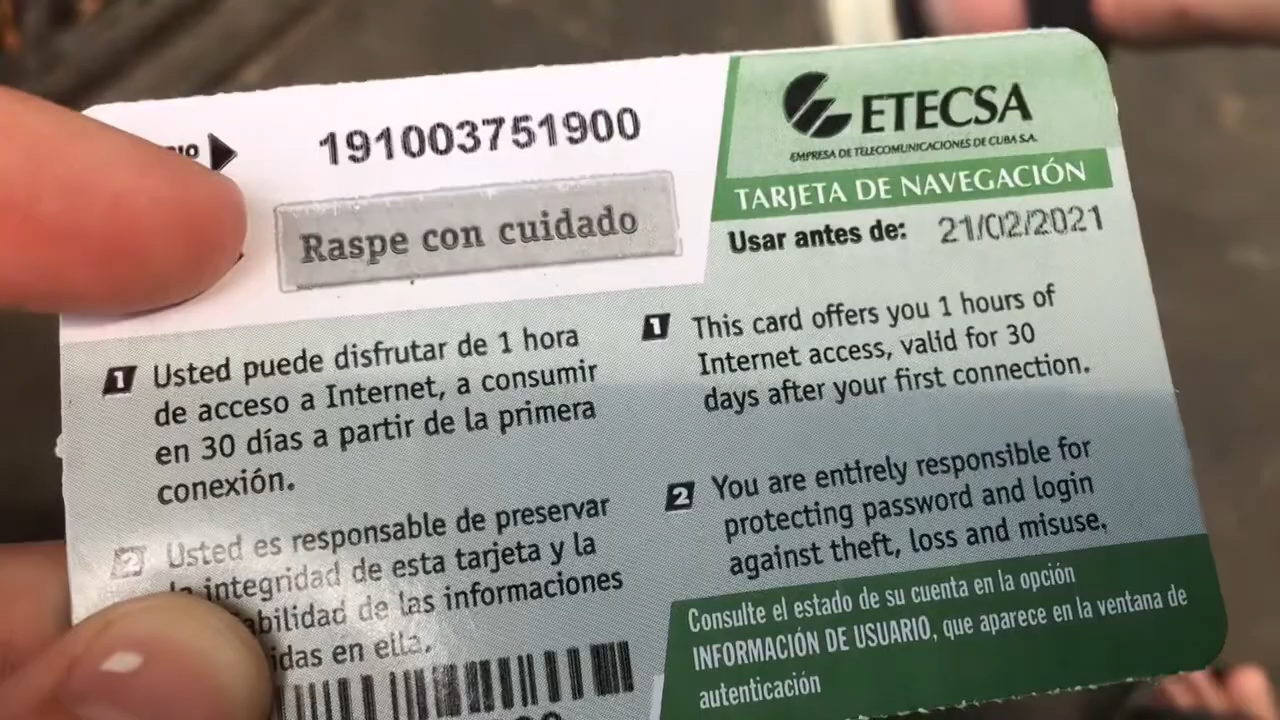 191003751900
Raspe con cuidado
ETECSA
EMPRESA DE TELECOMUNICACIONES DE CUBA S.A.
TARJETA DE NAVEGACIÓN
Usar antes de: 21/02/2021
1 Usted puede disfrutar de 1 hora
de acceso a Internet, a consumir
en 30 días a partir de la primera
conexión.
2 Usted es responsable de preservar
integridad de esta tarjeta y la
de las informaciones
en ella.
1 This card offers you 1 hours of
Internet access, valid for 30
days after your first connection.
2 You are entirely responsible for
protecting password and login
against theft, loss and misuse.
Consulte el estado de su cuenta en la opción
INFORMACIÓN DE USUARIO, que aparece en la ventana de
autenticación